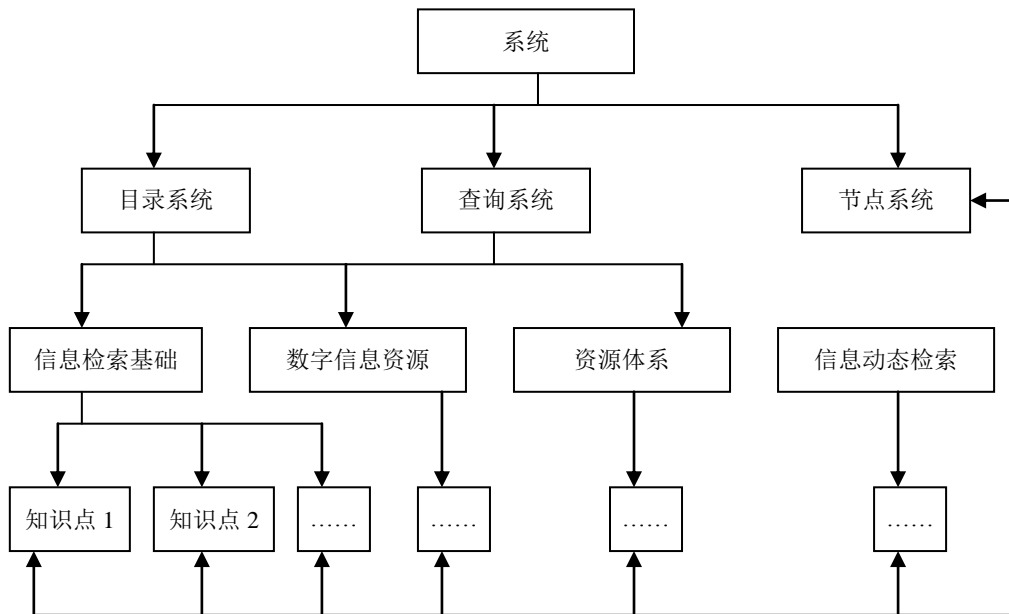 系统
目录系统
查询系统
节点系统
信息检索基础
数字信息资源
资源体系
信息动态检索
知识点 1
知识点 2
……
……
……
……